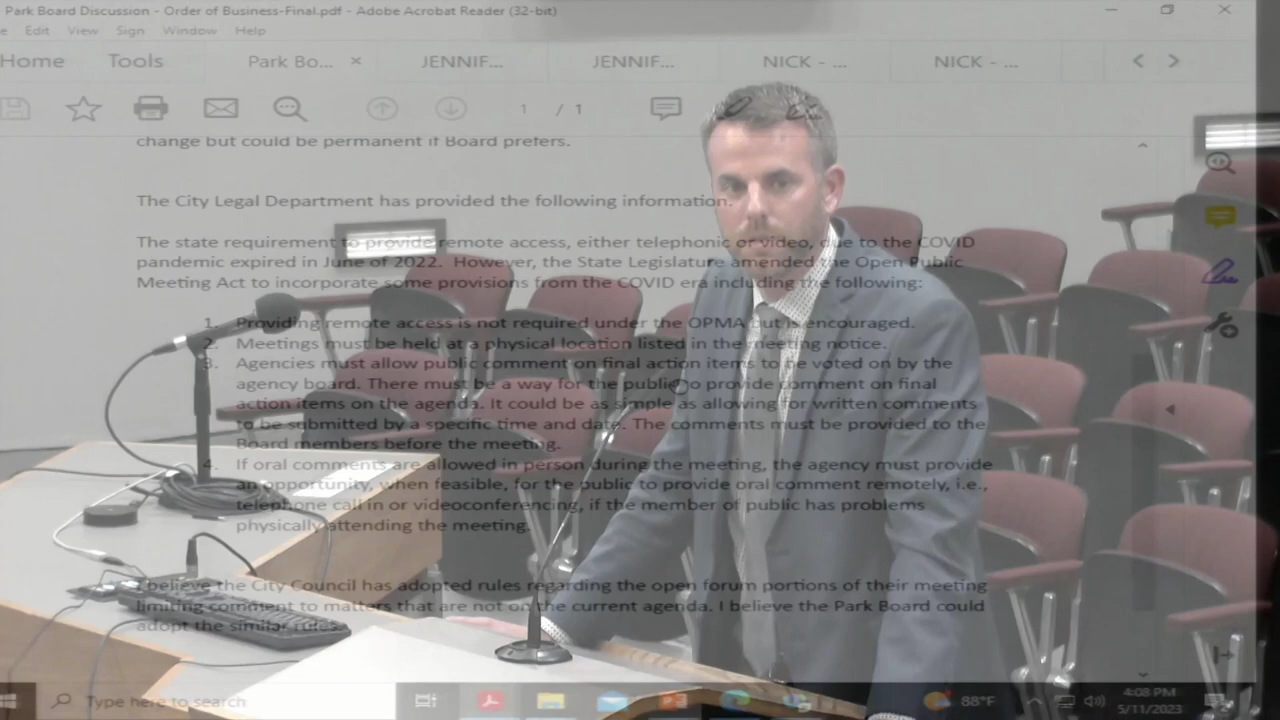 Park Board Discussion - Order of Business-Final.pdf - Adobe Acrobat Reader (32-bit)
e Edit View Sign Window Help
Home Tools Park Bo... × JENNIF... JENNIF... NICK - ... NICK - ...
1 / 1
change but could be permanent if Board prefers.
The City Legal Department has provided the following information.
The state requirement to provide remote access, either telephonic or video, due to the COVID
pandemic expired in June of 2022. However, the State Legislature amended the Open Public
Meeting Act to incorporate some provisions from the COVID era including the following:
1. Providing remote access is not required under the OPMA but is encouraged.
2. Meetings must be held at a physical location listed in the meeting notice.
3. Agencies must allow public comment on final action items to be voted on by the
agency board. There must be a way for the public to provide comment on final
action items on the agenda. It could be as simple as allowing for written comments
to be submitted by a specific time and date. The comments must be provided to the
Board members before the meeting.
4. If oral comments are allowed in person during the meeting, the agency must provide
an opportunity, when feasible, for the public to provide oral comment remotely, i.e.,
telephone call in or videoconferencing, if the member of public has problems
physically attending the meeting.
I believe the City Council has adopted rules regarding the open forum portions of their meeting
limiting comment to matters that are not on the current agenda. I believe the Park Board could
adopt the similar rules.
Type here to search
88°F
4:08 PM
5/11/2023